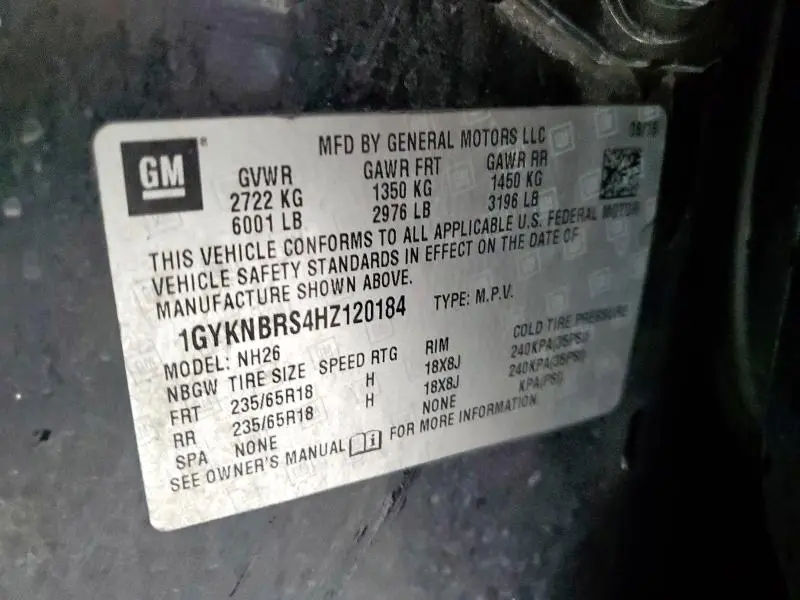 GM
MFD BY GENERAL MOTORS LLC
GVWR GAWR FRT GAWR RR
2722 KG 1350 KG 1450 KG
6001 LB 2976 LB 3196 LB
THIS VEHICLE CONFORMS TO ALL APPLICABLE U.S. FEDERAL MOTOR
VEHICLE SAFETY STANDARDS IN EFFECT ON THE DATE OF
MANUFACTURE SHOWN ABOVE.
1GYKNBRS4HZ120184 TYPE: M.P.V.
MODEL: NH26
NBGW TIRE SIZE SPEED RTG RIM COLD TIRE PRESSURE
FRT 235/65R18 H 18X8J 240KPA(35PSI)
RR 235/65R18 H 18X8J 240KPA(35PSI)
SPA NONE NONE KPA(PSI)
SEE OWNER'S MANUAL FOR MORE INFORMATION.